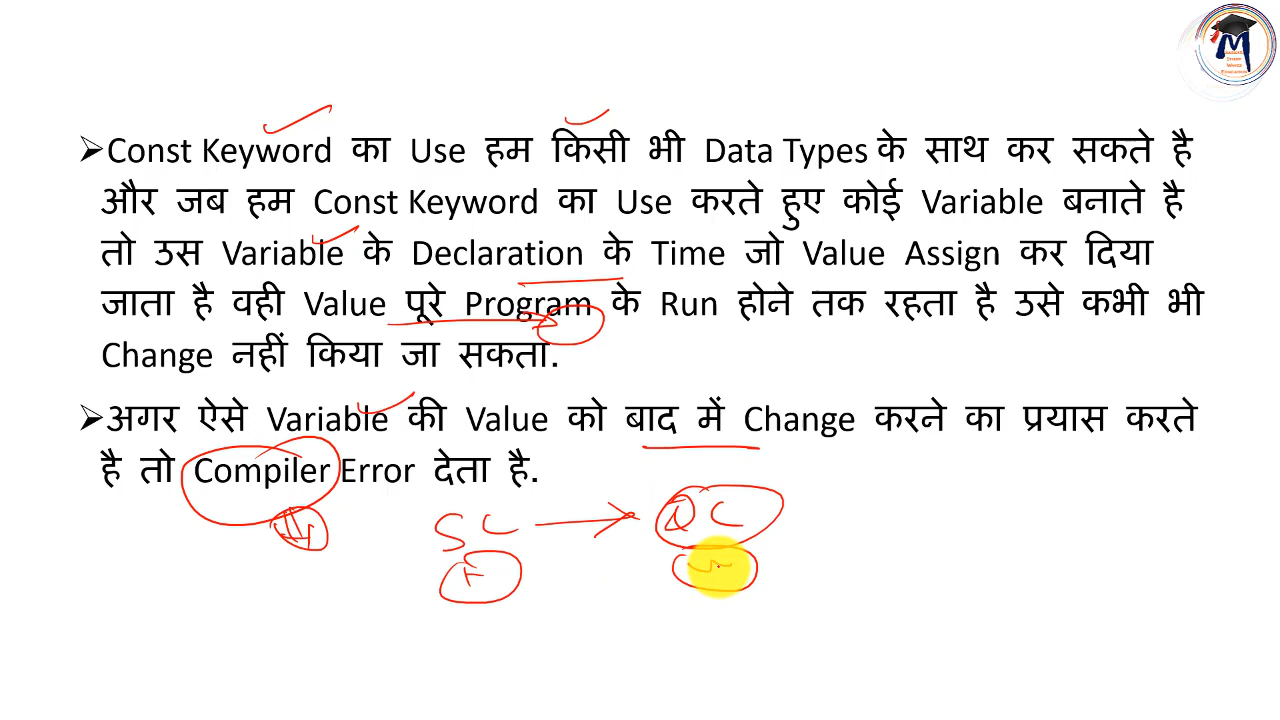 ➢Const Keyword का Use हम किसी भी Data Types के साथ कर सकते है
और जब हम Const Keyword का Use करते हुए कोई Variable बनाते है
तो उस Variable के Declaration के Time जो Value Assign कर दिया
जाता है वही Value पूरे Program के Run होने तक रहता है उसे कभी भी
Change नहीं किया जा सकता.
➢अगर ऐसे Variable की Value को बाद में Change करने का प्रयास करते
है तो Compiler Error देता है.
SC